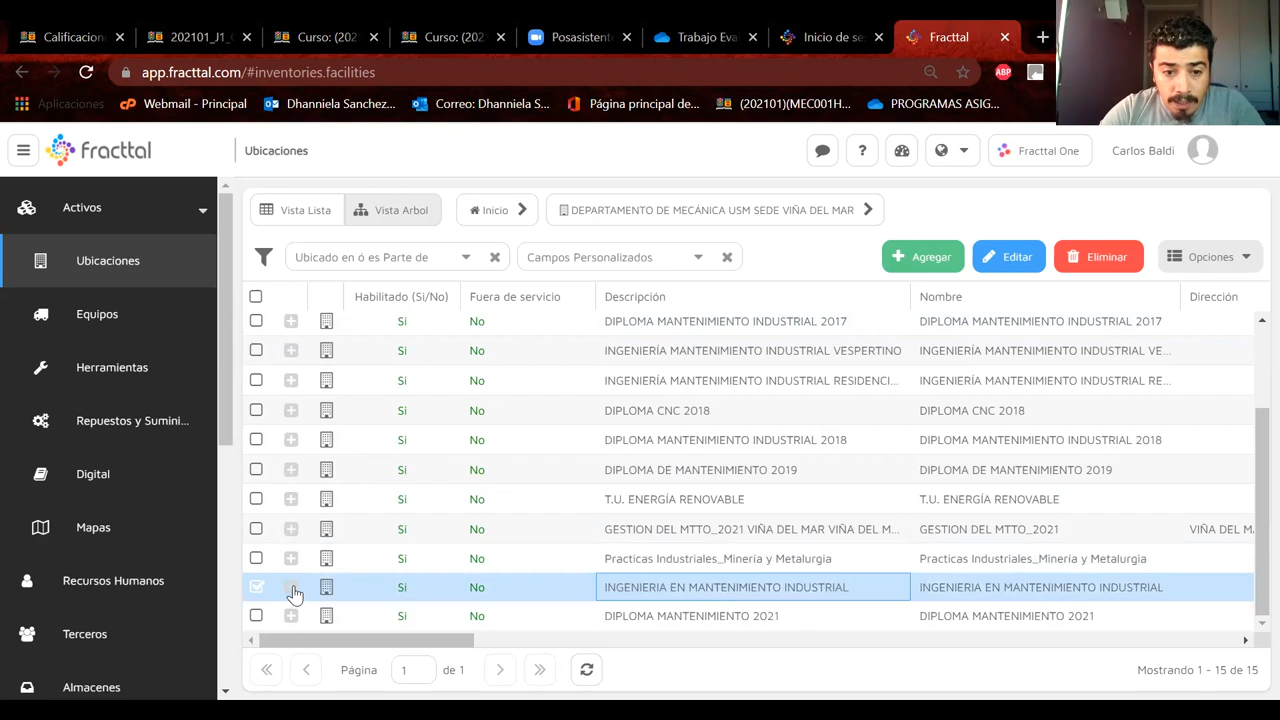 Calificacion
202101_J1_
Curso: (202
Curso: (202
Posasistente
Trabajo Eva
Inicio de se
Fracttal
app.fracttal.com/#inventories.facilities
ABP
Aplicaciones
Webmail - Principal
Dhanniela Sanchez...
Correo: Dhanniela S...
Página principal de...
(202101)(MEC001H...
PROGRAMAS ASIG...
fracttal
Ubicaciones
?
Fracttal One
Carlos Baldi
Activos
Ubicaciones
Equipos
Herramientas
Repuestos y Sumini...
Digital
Mapas
Recursos Humanos
Terceros
Almacenes
Vista Lista
Vista Arbol
Inicio
DEPARTAMENTO DE MECÁNICA USM SEDE VIÑA DEL MAR
Ubicado en ó es Parte de
Campos Personalizados
Agregar
Editar
Eliminar
Opciones
Habilitado (Si/No) Fuera de servicio Descripción Nombre Dirección
Si No DIPLOMA MANTENIMIENTO INDUSTRIAL 2017 DIPLOMA MANTENIMIENTO INDUSTRIAL 2017
Si No INGENIERÍA MANTENIMIENTO INDUSTRIAL VESPERTINO INGENIERÍA MANTENIMIENTO INDUSTRIAL VE...
Si No INGENIERÍA MANTENIMIENTO INDUSTRIAL RESIDENCI... INGENIERÍA MANTENIMIENTO INDUSTRIAL RE...
Si No DIPLOMA CNC 2018 DIPLOMA CNC 2018
Si No DIPLOMA MANTENIMIENTO INDUSTRIAL 2018 DIPLOMA MANTENIMIENTO INDUSTRIAL 2018
Si No DIPLOMA DE MANTENIMIENTO 2019 DIPLOMA DE MANTENIMIENTO 2019
Si No T.U. ENERGÍA RENOVABLE T.U. ENERGÍA RENOVABLE
Si No GESTION DEL MTTO_2021 VIÑA DEL MAR VIÑA DEL M... GESTION DEL MTTO_2021 VIÑA DEL MA
Si No Practicas Industriales_Minería y Metalurgia Practicas Industriales_Minería y Metalurgia
Si No INGENIERIA EN MANTENIMIENTO INDUSTRIAL INGENIERIA EN MANTENIMIENTO INDUSTRIAL
Si No DIPLOMA MANTENIMIENTO 2021 DIPLOMA MANTENIMIENTO 2021
Página 1 de 1
Mostrando 1 - 15 de 15